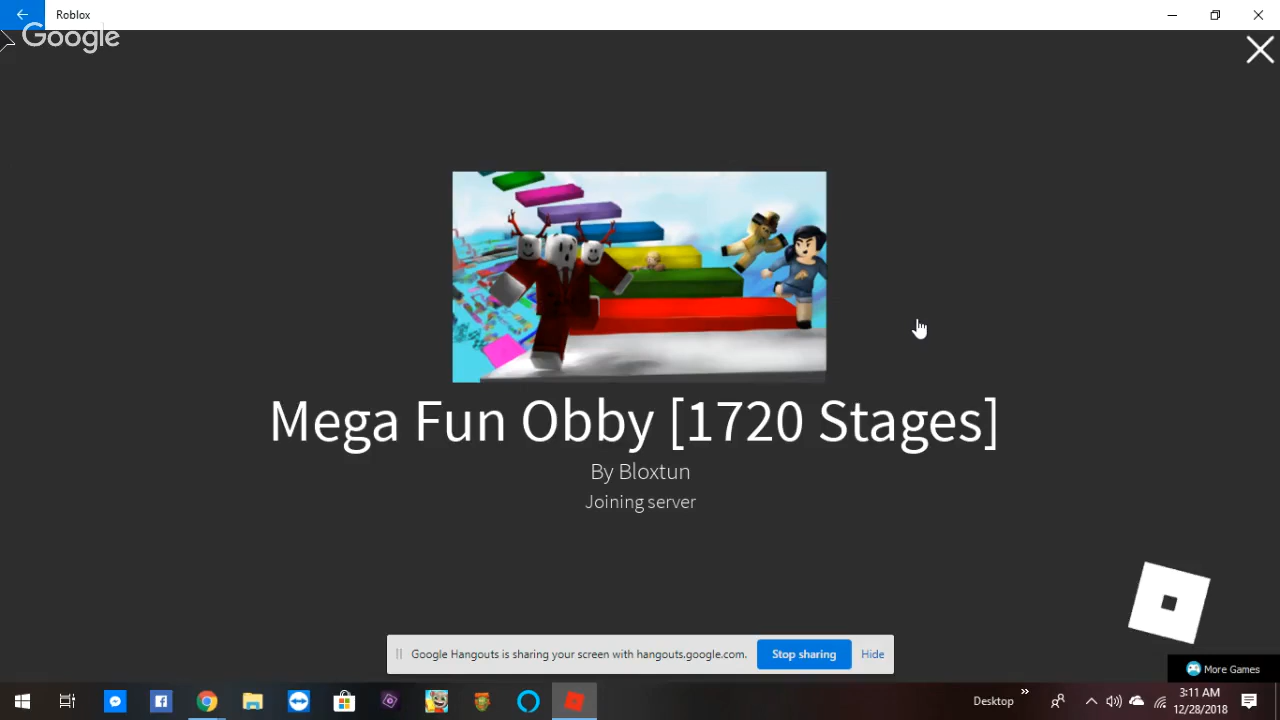 Roblox
Google
Mega Fun Obby [1720 Stages]
By Bloxtun
Joining server
Google Hangouts is sharing your screen with hangouts.google.com.
Stop sharing
Hide
More Games
Desktop
3:11 AM
12/28/2018